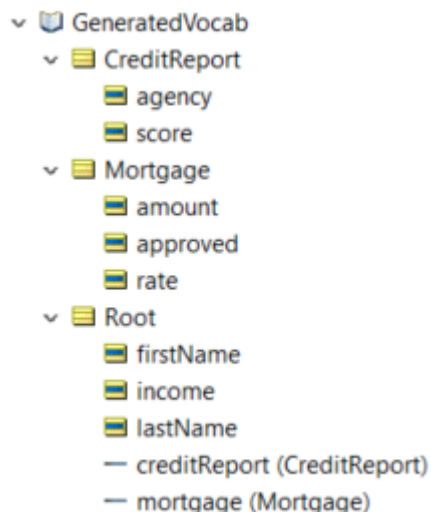 GeneratedVocab
CreditReport
agency
score
Mortgage
amount
approved
rate
Root
firstName
income
lastName
creditReport (CreditReport)
mortgage (Mortgage)